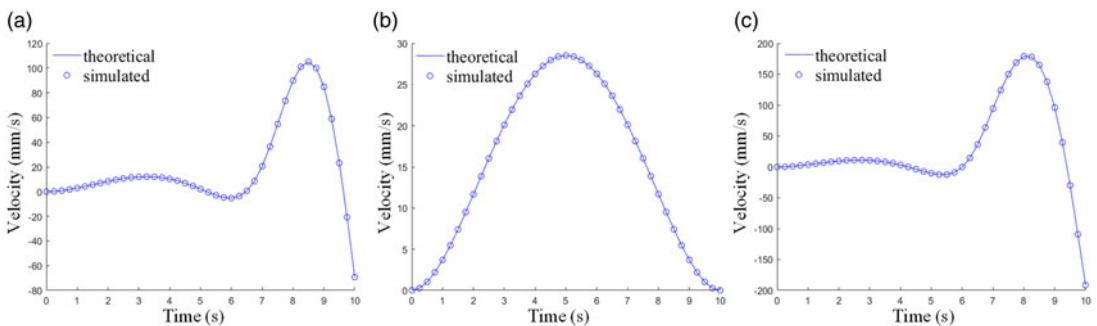 (a)
120
100
80
60
40
20
0
-20
-40
-60
-80
Velocity (mm/s)
theoretical
simulated
0 1 2 3 4 5 6 7 8 9 10
Time (s)
(b)
30
25
20
15
10
5
0
Velocity (mm/s)
theoretical
simulated
0 1 2 3 4 5 6 7 8 9 10
Time (s)
(c)
200
150
100
50
0
-50
-100
-150
-200
Velocity (mm/s)
theoretical
simulated
0 1 2 3 4 5 6 7 8 9 10
Time (s)